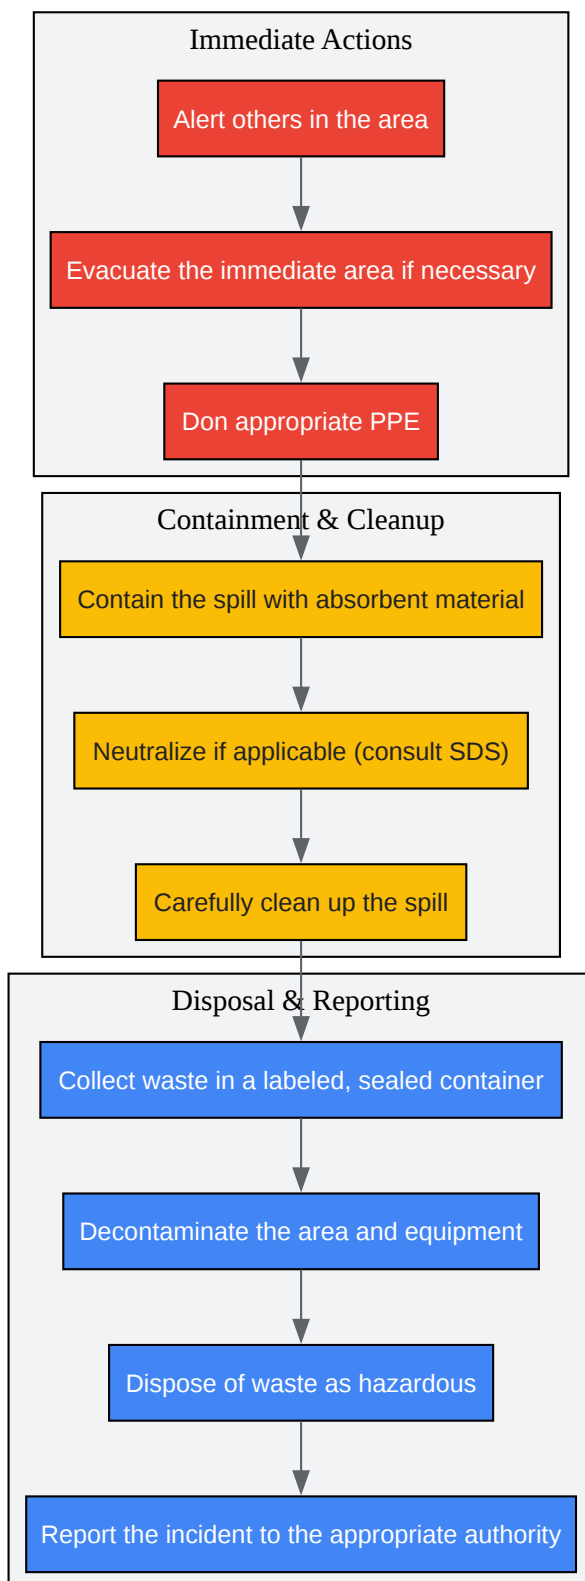 Immediate Actions
Alert others in the area
Evacuate the immediate area if necessary
Don appropriate PPE
Containment & Cleanup
Contain the spill with absorbent material
Neutralize if applicable (consult SDS)
Carefully clean up the spill
Disposal & Reporting
Collect waste in a labeled, sealed container
Decontaminate the area and equipment
Dispose of waste as hazardous
Report the incident to the appropriate authority